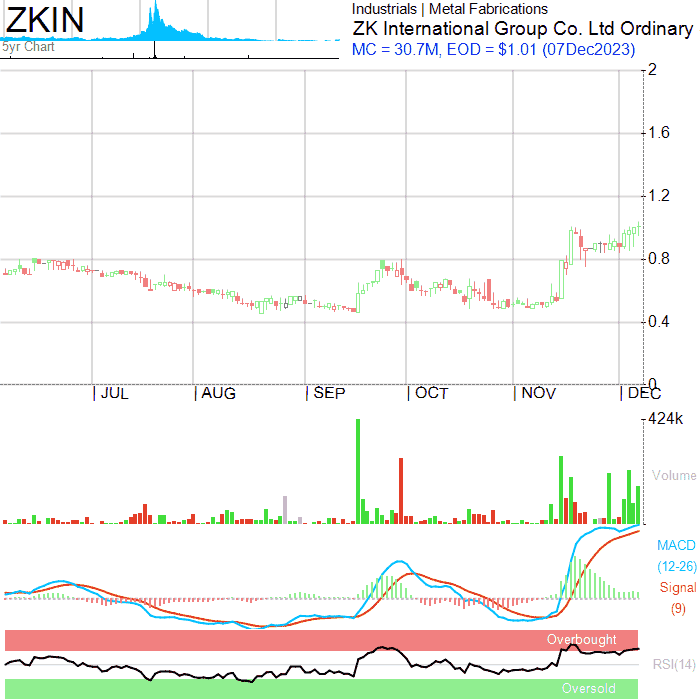 ZKIN
5yr Chart
Industrials | Metal Fabrications
ZK International Group Co. Ltd Ordinary
MC = 30.7M, EOD = $1.01 (07Dec2023)
2
1.6
1.2
0.8
0.4
0
JUL
AUG
SEP
OCT
NOV
DEC
424k
Volume
MACD
(12-26)
Signal
(9)
Overbought
RSI(14)
Oversold